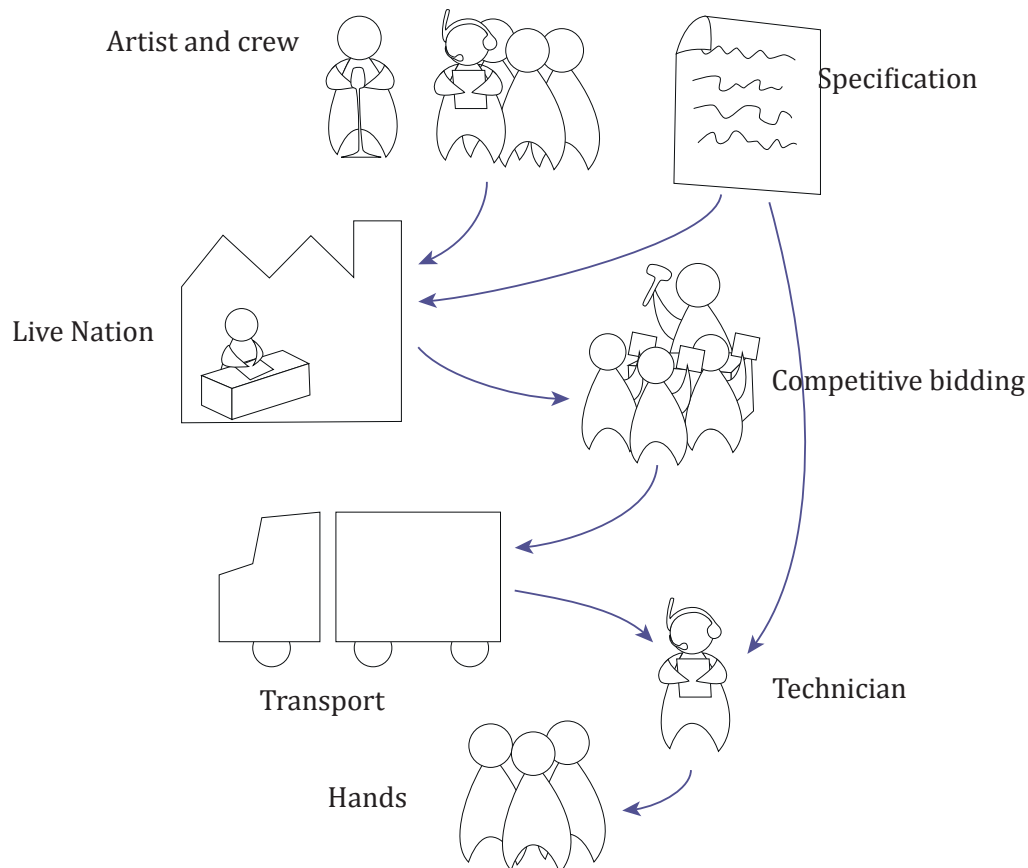 Artist and crew
Specification
Live Nation
Competitive bidding
Transport
Technician
Hands